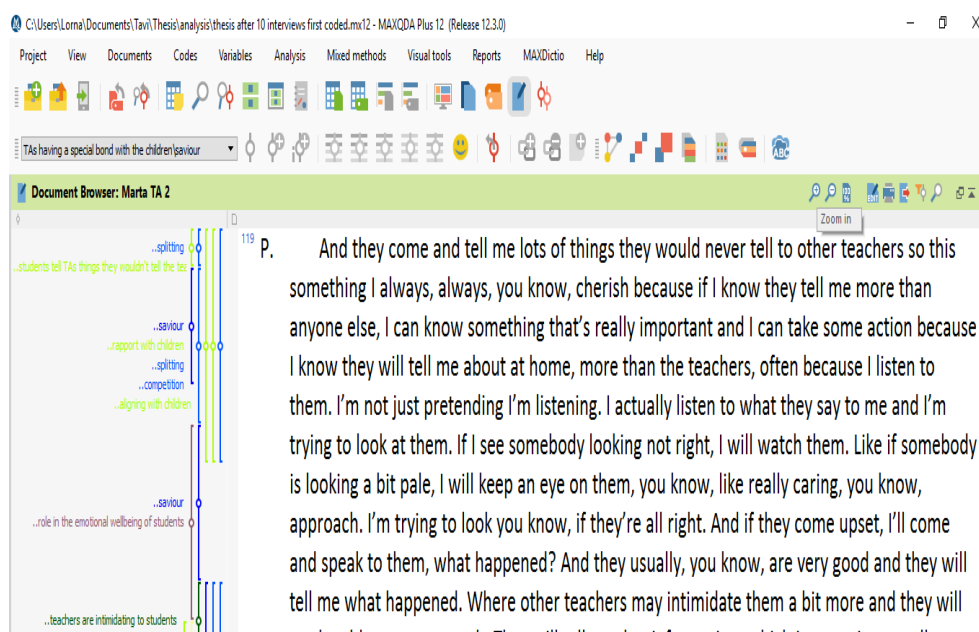 C:\Users\Lorna\Documents\Tavi\Thesis\analysis\thesis after 10 interviews first coded.mx12 - MAXQDA Plus 12 (Release 12.3.0)
Project View Documents Codes Variables Analysis Mixed methods Visual tools Reports MAXDictio Help
TAs having a special bond with the children\saviour
ABC
Document Browser: Marta TA 2
100 %
EDIT
Zoom in
..splitting
..students tell TAs things they wouldn't tell the tea
..saviour
..rapport with children
..splitting
..competition
..aligning with children
..saviour
..role in the emotional wellbeing of students
..teachers are intimidating to students
119 P. And they come and tell me lots of things they would never tell to other teachers so this
something I always, always, you know, cherish because if I know they tell me more than
anyone else, I can know something that's really important and I can take some action because
I know they will tell me about at home, more than the teachers, often because I listen to
them. I'm not just pretending I'm listening. I actually listen to what they say to me and I'm
trying to look at them. If I see somebody looking not right, I will watch them. Like if somebody
is looking a bit pale, I will keep an eye on them, you know, like really caring, you know,
approach. I'm trying to look you know, if they're all right. And if they come upset, I'll come
and speak to them, what happened? And they usually, you know, are very good and they will
tell me what happened. Where other teachers may intimidate them a bit more and they will